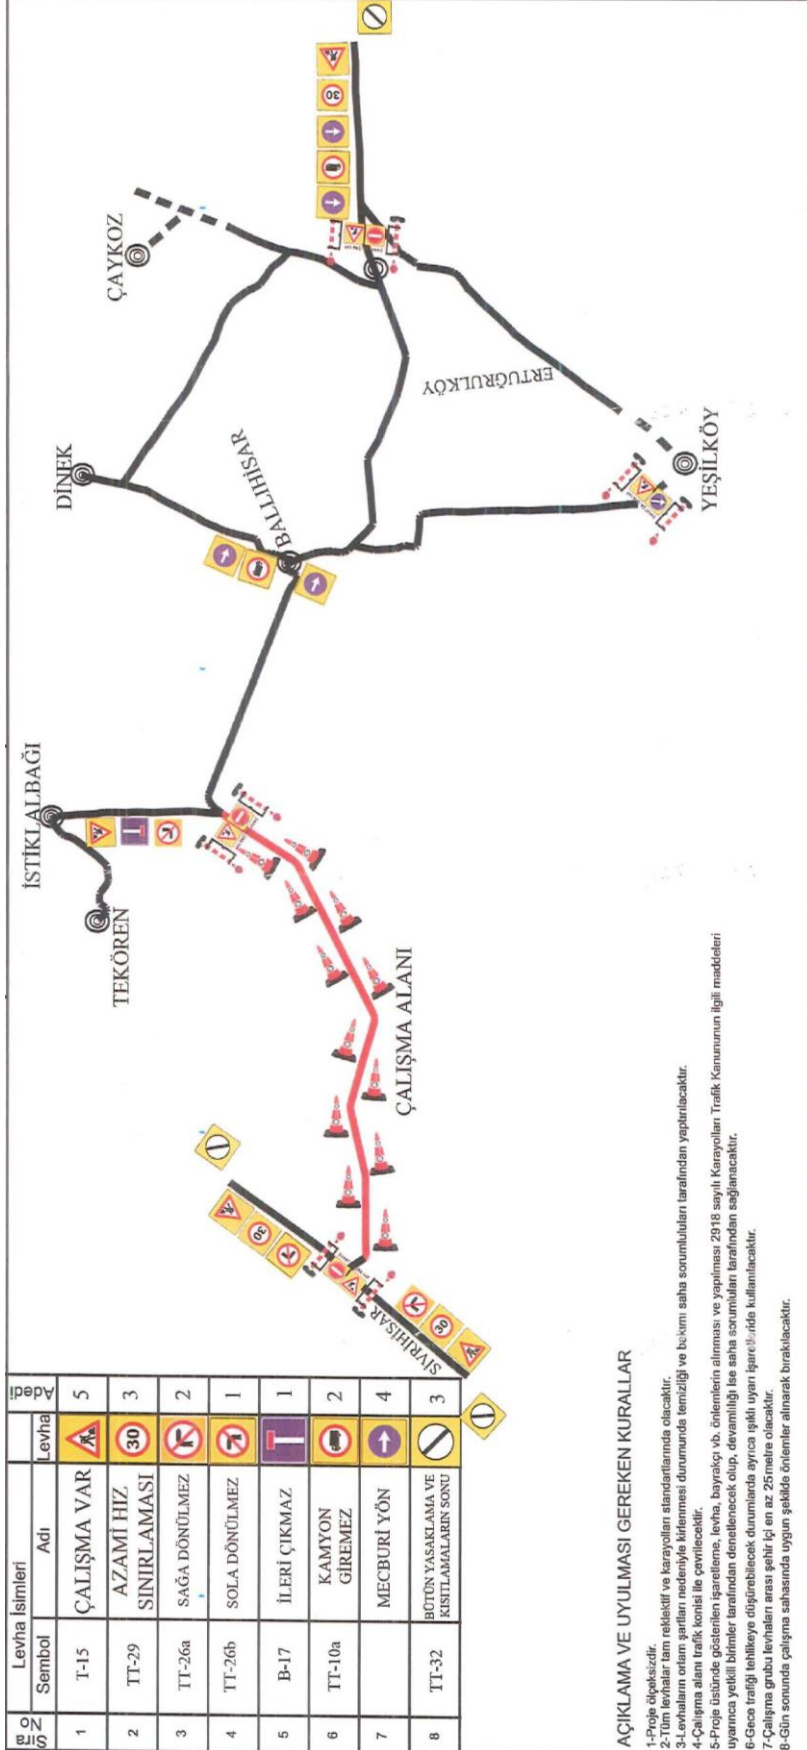 Sıra No
Levha İsimleri
Sembol
Adı
Levha
Adedi
1
T-15
ÇALIŞMA VAR
5
2
TT-29
AZAMİ HIZ
SINIRLAMASI
30
3
3
TT-26a
SAĞA DÖNÜLMEZ
2
4
TT-26b
SOLA DÖNÜLMEZ
1
5
B-17
İLERİ ÇIKMAZ
1
6
TT-10a
KAMYON
GİREMEZ
2
7
MECBURİ YÖN
4
8
TT-32
BÜTÜN YASAKLAMA VE
KISITLAMALARIN SONU
3
TEKÖREN
İSTİKLALBAĞI
DİNEK
ÇAYKOZ
BALLIHİSAR
30
ERTUĞRULKÖY
YEŞİLKÖY
ÇALIŞMA ALANI
30
SİVRİHİSAR
30
AÇIKLAMA VE UYULMASI GEREKEN KURALLAR
1-Proje ölçeksizdir.
2-Tüm levhalar tam reklektif ve karayolları standartlarında olacaktır.
3-Levhaların ortam şartları nedeniyle kirlenmesi durumunda temizliği ve bakımı saha sorumluluları tarafından yaptırılacaktır.
4-Çalışma alanı trafik konisi ile çevrilecektir.
5-Proje üstünde gösterilen işaretleme, levha, bayrakçı vb. önlemlerin alınması ve yapılması 2918 sayılı Karayolları Trafik Kanununun ilgili maddeleri
uyarınca yetkili birimler tarafından denetlenecek olup, devamlılığı ise saha sorumluları tarafından sağlanacaktır.
6-Gece trafiği tehlikeye düşürebilecek durumlarda ayrıca ışıklı uyarı işaretleride kullanılacaktır.
7-Çalışma grubu levhaları arası şehir içi en az 25metre olacaktır.
8-Gün sonunda çalışma sahasında uygun şekilde önlemler alınarak bırakılacaktır.